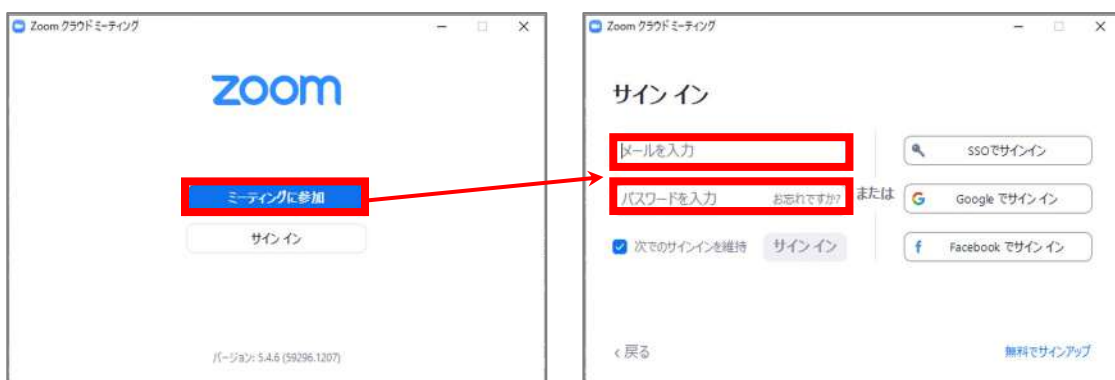 Zoom クラウド ミーティング
zoom
ミーティングに参加
サイン イン
バージョン: 5.4.6 (59296.1207)
Zoom クラウド ミーティング
サイン イン
メールを入力
パスワードを入力 お忘れですか?
次でのサインインを維持 サイン イン
または
SSOでサインイン
Google でサイン イン
Facebook でサイン イン
< 戻る
無料でサインアップ